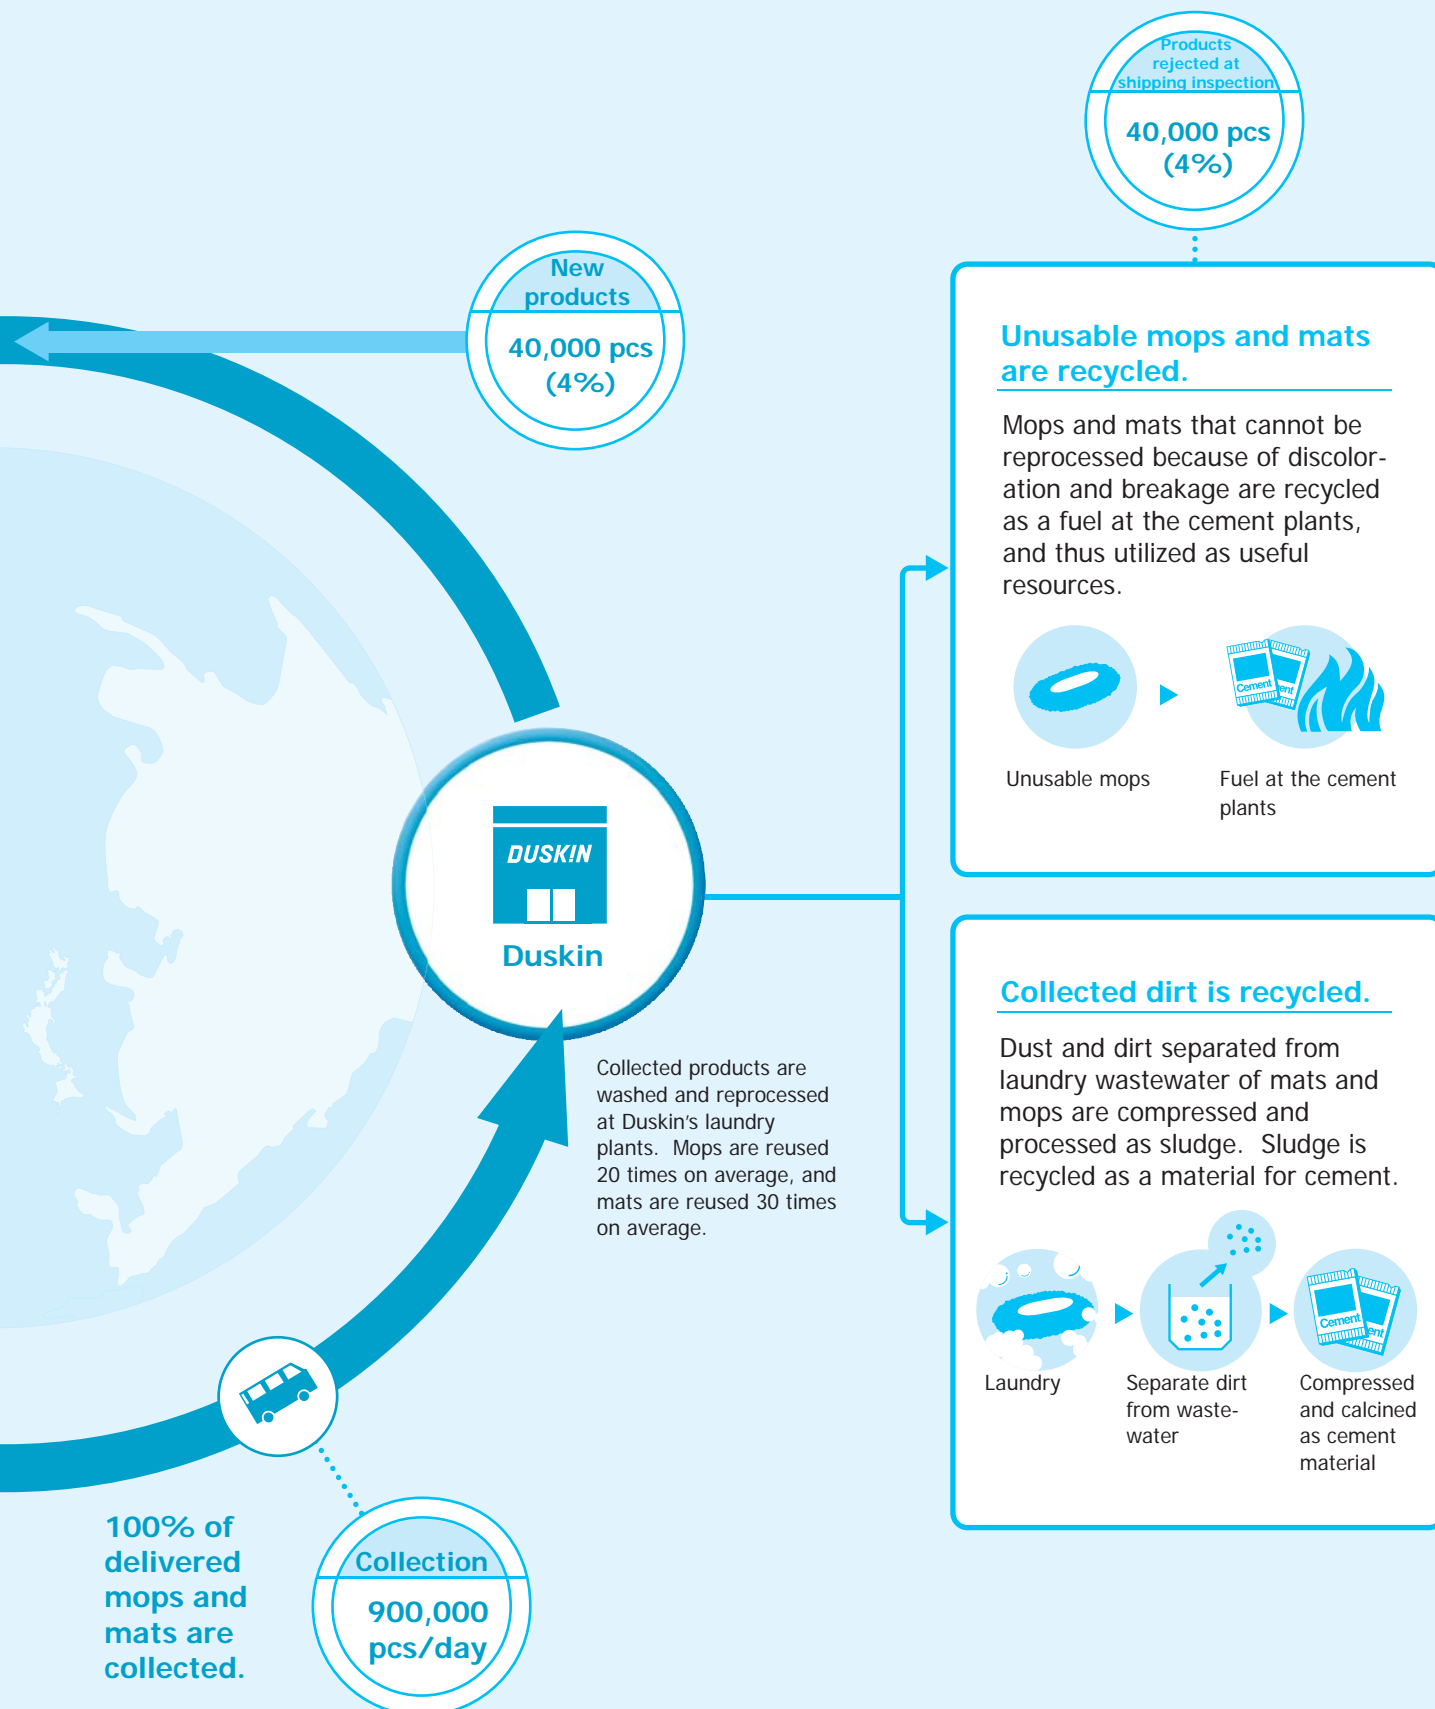 Products
rejected at
shipping inspection
40,000 pcs
(4%)
New
products
40,000 pcs
(4%)
Unusable mops and mats
are recycled.
Mops and mats that cannot be
reprocessed because of discolor-
ation and breakage are recycled
as a fuel at the cement plants,
and thus utilized as useful
resources.
Cement
ent
Unusable mops
Fuel at the cement
plants
DUSKIN
Duskin
Collected products are
washed and reprocessed
at Duskin's laundry
plants.  Mops are reused
20 times on average, and
mats are reused 30 times
on average.
Collected dirt is recycled.
Dust and dirt separated from
laundry wastewater of mats and
mops are compressed and
processed as sludge.  Sludge is
recycled as a material for cement.
Cement
ent
Laundry
Separate dirt
from waste-
water
Compressed
and calcined
as cement
material
100% of
delivered
mops and
mats are
collected.
Collection
900,000
pcs/day